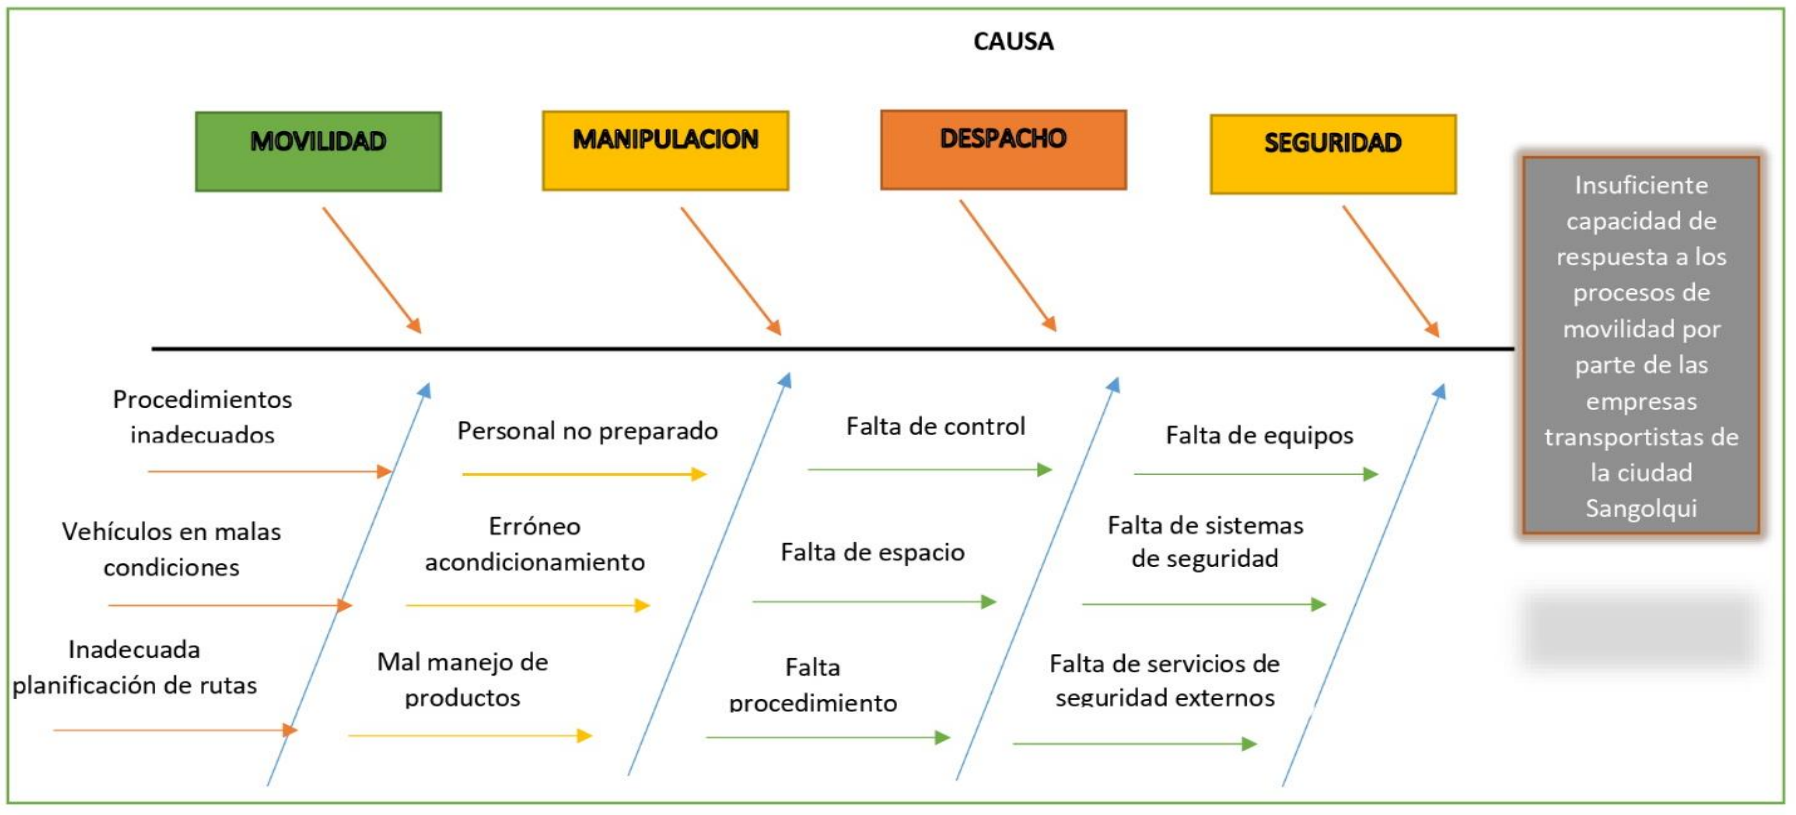 CAUSA
MOVILIDAD
MANIPULACION
DESPACHO
SEGURIDAD
Insuficiente
capacidad de
respuesta a los
procesos de
movilidad por
parte de las
empresas
transportistas de
la ciudad
Sangolqui
Procedimientos
inadecuados
Vehículos en malas
condiciones
Inadecuada
planificación de rutas
Personal no preparado
Erróneo
acondicionamiento
Mal manejo de
productos
Falta de control
Falta de espacio
Falta
procedimiento
Falta de equipos
Falta de sistemas
de seguridad
Falta de servicios de
seguridad externos